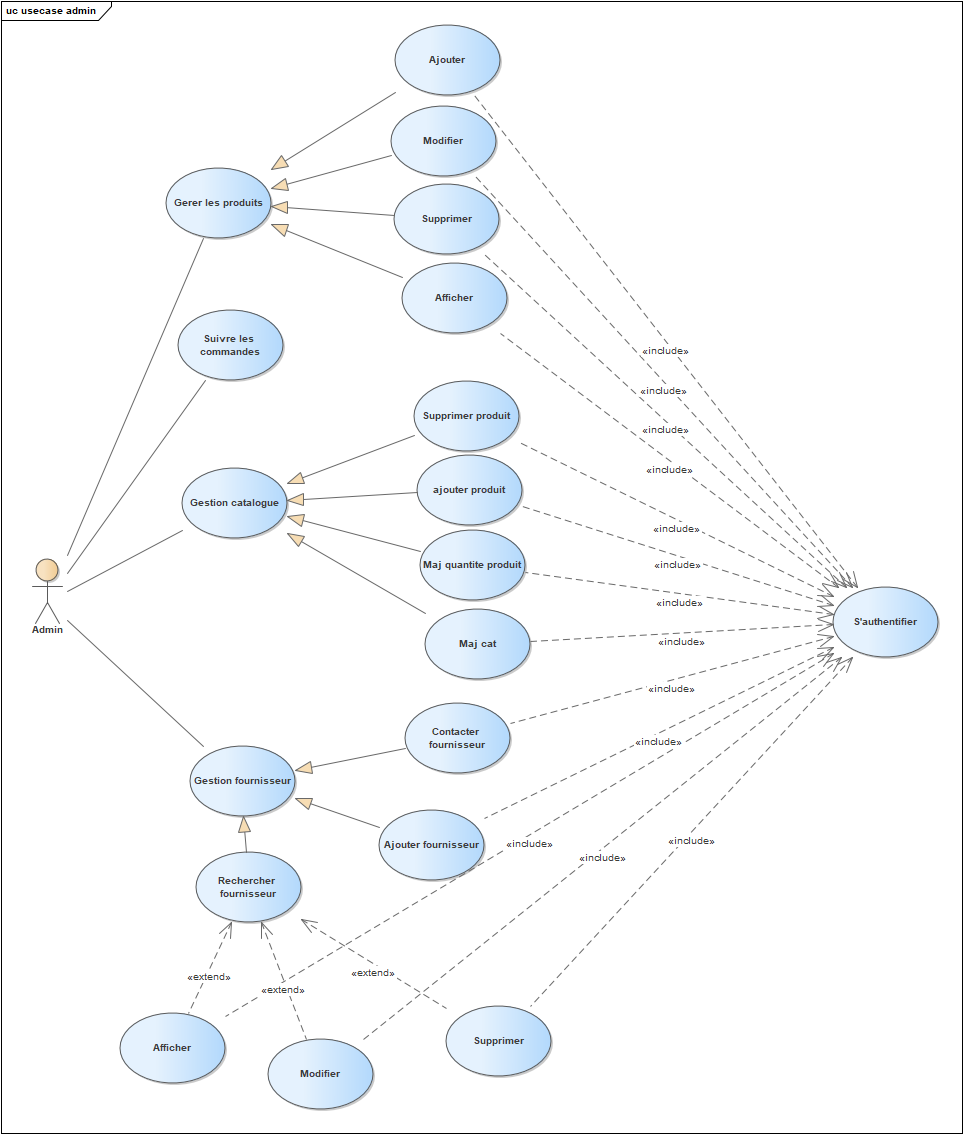 uc usecase admin
Ajouter
Modifier
Gerer les produits
Supprimer
Afficher
Suivre les
commandes
«include»
«include»
«include»
«include»
Supprimer produit
ajouter produit
Gestion catalogue
«include»
Maj quantite produit
«include»
«include»
S'authentifier
Admin
Maj cat
«include»
«include»
Contacter
fournisseur
«include»
Gestion fournisseur
Ajouter fournisseur
«include»
«include»
«include»
Rechercher
fournisseur
«extend»
«extend»
«extend»
Afficher
Modifier
Supprimer